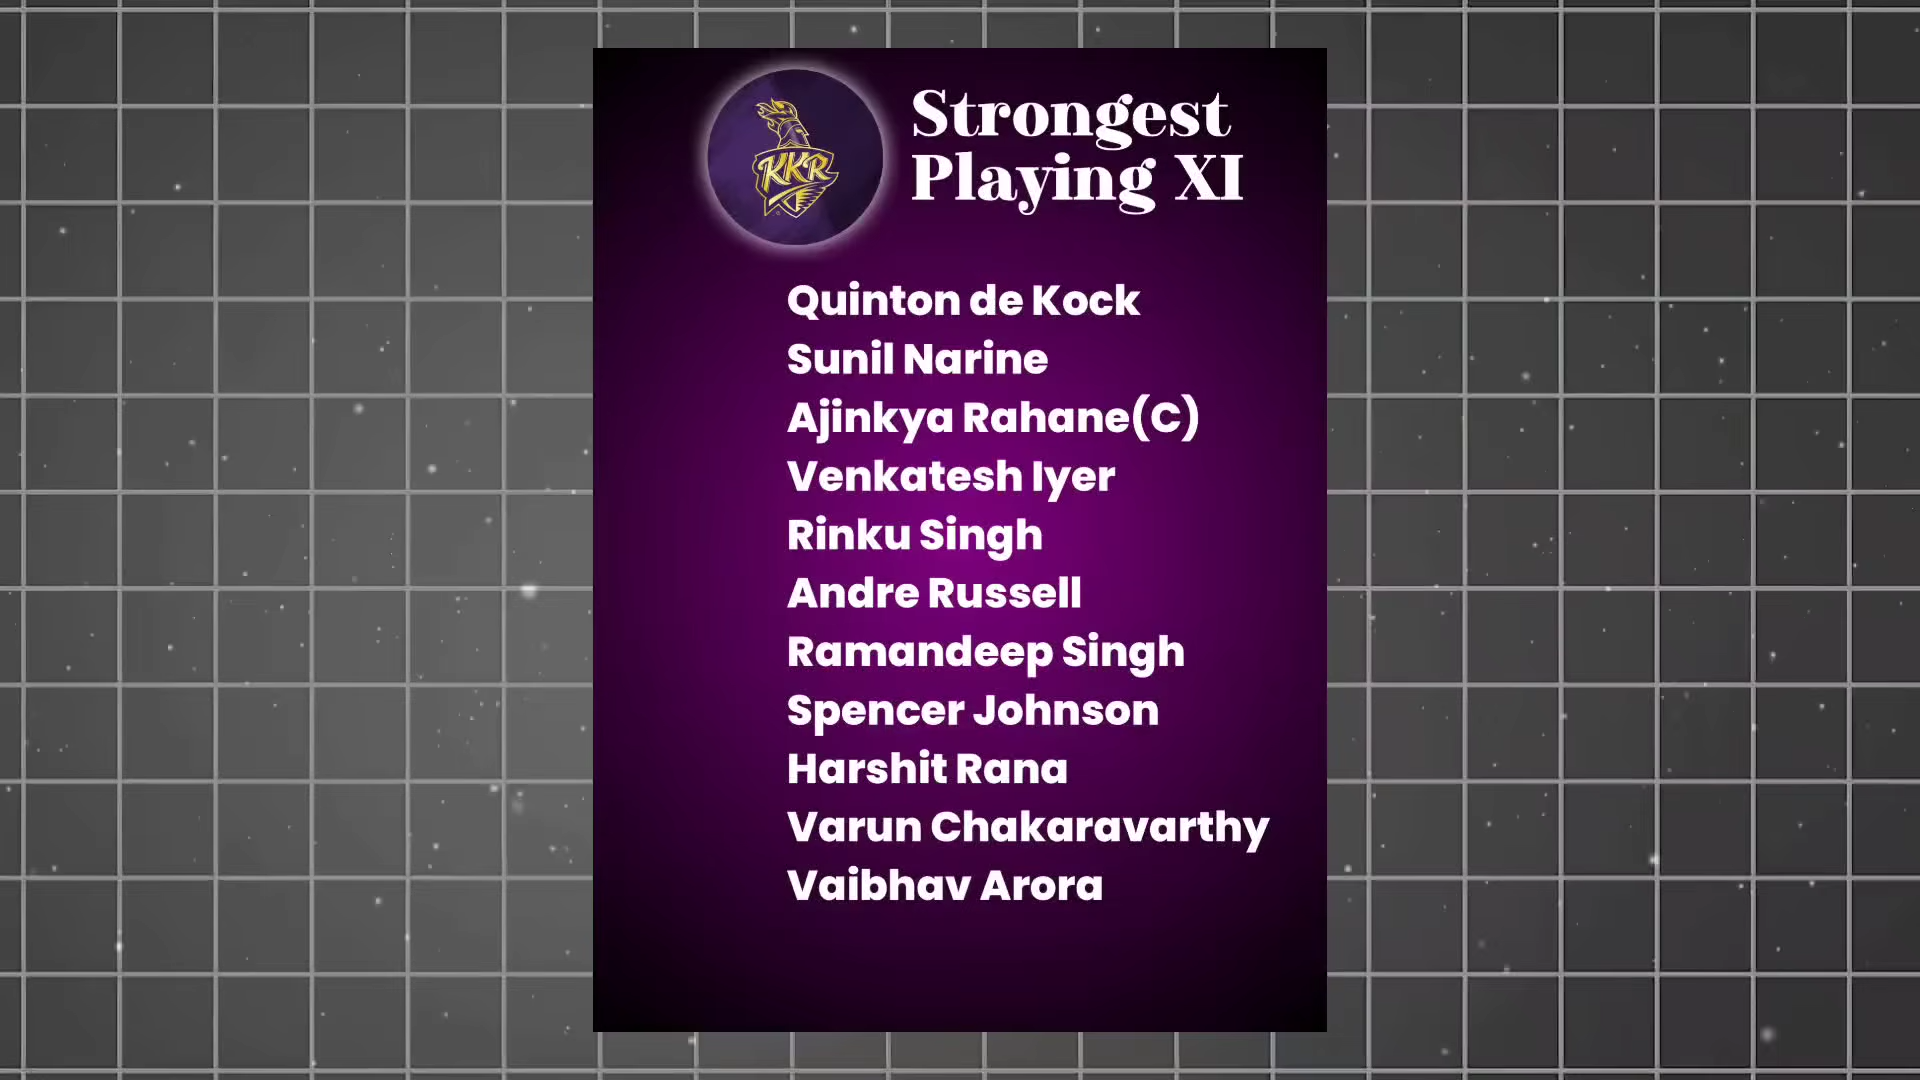 KKR
Strongest
Playing XI
Quinton de Kock
Sunil Narine
Ajinkya Rahane(C)
Venkatesh Iyer
Rinku Singh
Andre Russell
Ramandeep Singh
Spencer Johnson
Harshit Rana
Varun Chakaravarthy
Vaibhav Arora